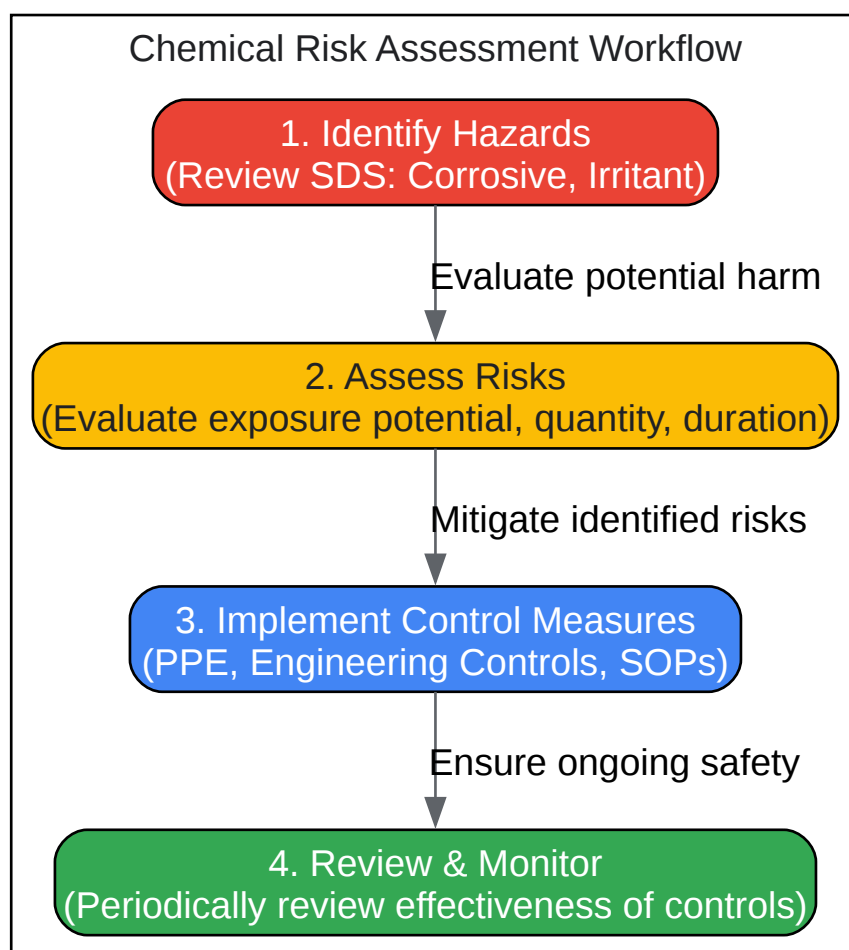 Chemical Risk Assessment Workflow
1. Identify Hazards
(Review SDS: Corrosive, Irritant)
Evaluate potential harm
2. Assess Risks
(Evaluate exposure potential, quantity, duration)
Mitigate identified risks
3. Implement Control Measures
(PPE, Engineering Controls, SOPs)
Ensure ongoing safety
4. Review & Monitor
(Periodically review effectiveness of controls)